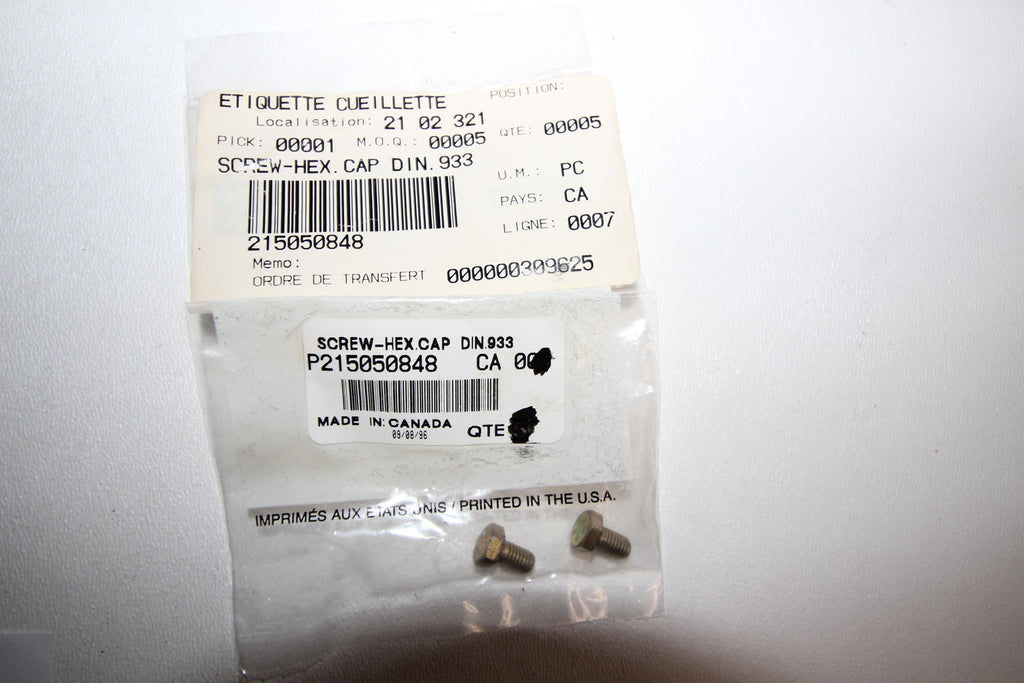 ETIQUETTE CUEILLETTE
POSITION:
Localisation: 21 02 321
PICK: 00001 M.O.Q.: 00005 QTE: 00005
SCREW-HEX.CAP DIN.933
U.M.: PC
PAYS: CA
LIGNE: 0007
215050848
Memo:
ORDRE DE TRANSFERT 000000309625
SCREW-HEX.CAP DIN.933
P215050848 CA
MADE IN: CANADA
09/08/96
QTE
IMPRIMÉS AUX ÉTATS UNIS / PRINTED IN THE U.S.A.